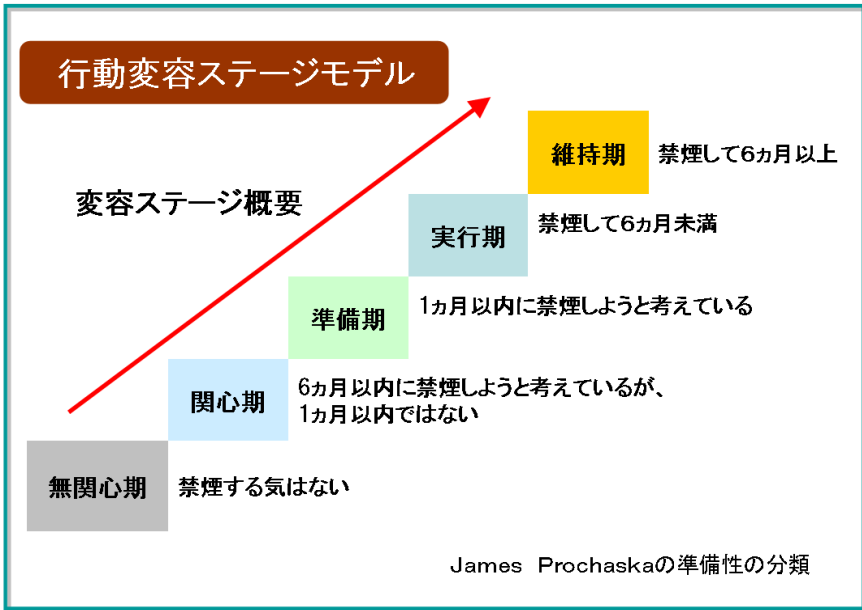 行動変容ステージモデル
変容ステージ概要
維持期
禁煙して６ヵ月以上
実行期
禁煙して６ヵ月未満
準備期
1ヵ月以内に禁煙しようと考えている
関心期
6ヵ月以内に禁煙しようと考えているが、
1ヵ月以内ではない
無関心期
禁煙する気はない
James　Prochaskaの準備性の分類